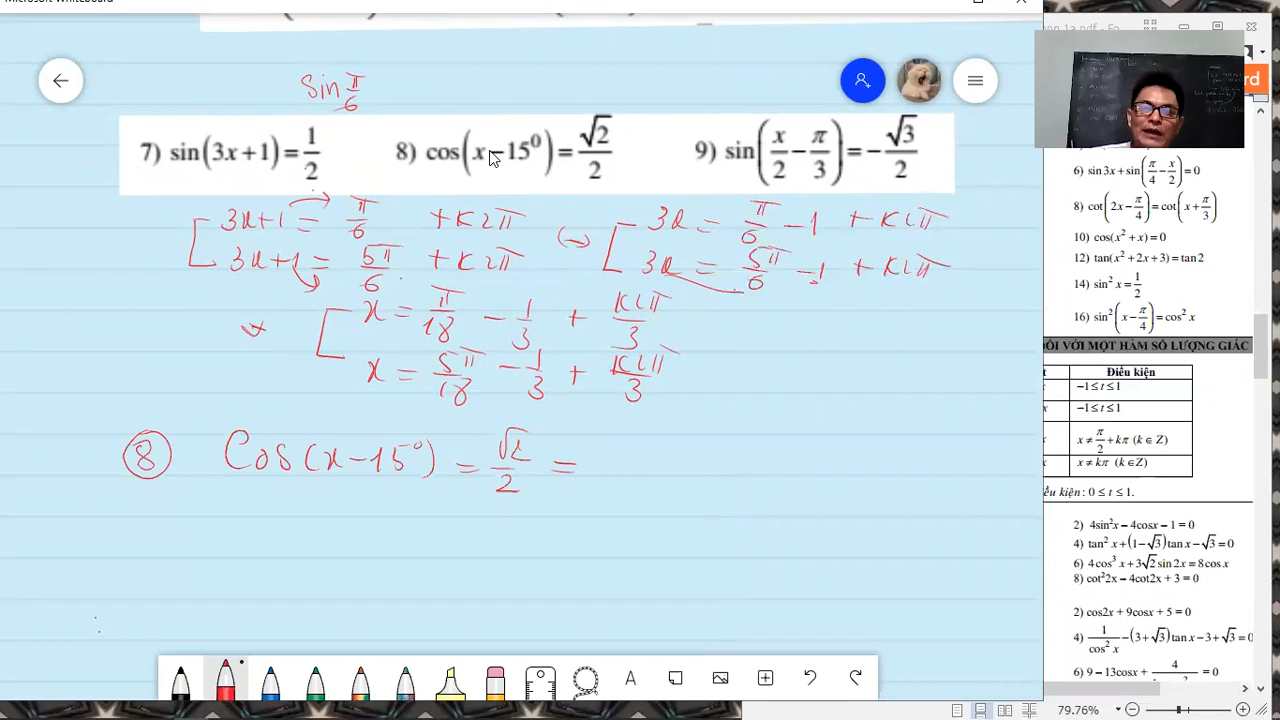 sin π/6
7) sin(3x+1)=1/2 8) cos(x−15⁰)=√2/2 9) sin(x/2−π/3)=−√3/2
[ 3x+1 = π/6 + k2π (→) [ 3x = π/6 − 1 + k2π
3x+1 = 5π/6 + k2π 3x = 5π/6 − 1 + k2π
[ x = π/18 − 1/3 + k2π/3
x = 5π/18 − 1/3 + k2π/3
⑧ Cos(x−15°) = √2/2 =
6) sin3x+sin(π/4−x/2)=0
8) cot(2x−π/4)=cot(x+π/3)
10) cos(x²+x)=0
12) tan(x²+2x+3)=tan2
14) sin²x=1/2
16) sin²(x−π/4)=cos²x
ĐỐI VỚI MỘT HÀM SỐ LƯỢNG GIÁC
Điều kiện
−1≤t≤1
−1≤t≤1
x≠π/2+kπ (k∈Z)
x≠kπ (k∈Z)
kiện: 0≤t≤1.
2) 4sin²x−4cosx−1=0
4) tan²x+(1−√3)tanx−√3=0
6) 4cos³x+3√2sin2x=8cosx
8) cot²2x−4cot2x+3=0
2) cos2x+9cosx+5=0
4) 1/cos²x−(3+√3)tanx−3+√3=0
6) 9−13cosx+4
=0
79.76%